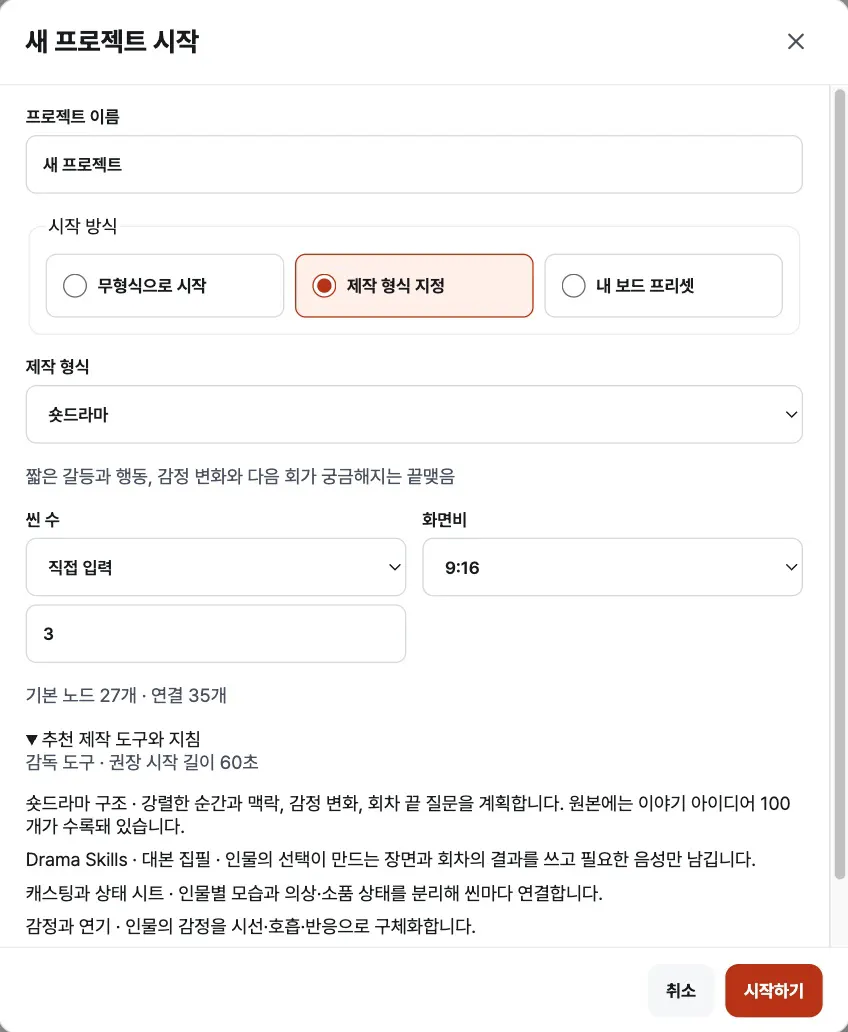 새 프로젝트 시작
프로젝트 이름
새 프로젝트
시작 방식
무형식으로 시작
제작 형식 지정
내 보드 프리셋
제작 형식
숏드라마
짧은 갈등과 행동, 감정 변화와 다음 회가 궁금해지는 끝맺음
씬 수
화면비
직접 입력
9:16
3
기본 노드 27개 · 연결 35개
▼ 추천 제작 도구와 지침
감독 도구 · 권장 시작 길이 60초
숏드라마 구조 · 강렬한 순간과 맥락, 감정 변화, 회차 끝 질문을 계획합니다. 원본에는 이야기 아이디어 100
개가 수록돼 있습니다.
Drama Skills · 대본 집필 · 인물의 선택이 만드는 장면과 회차의 결과를 쓰고 필요한 음성만 남깁니다.
캐스팅과 상태 시트 · 인물별 모습과 의상·소품 상태를 분리해 씬마다 연결합니다.
감정과 연기 · 인물의 감정을 시선·호흡·반응으로 구체화합니다.
취소
시작하기